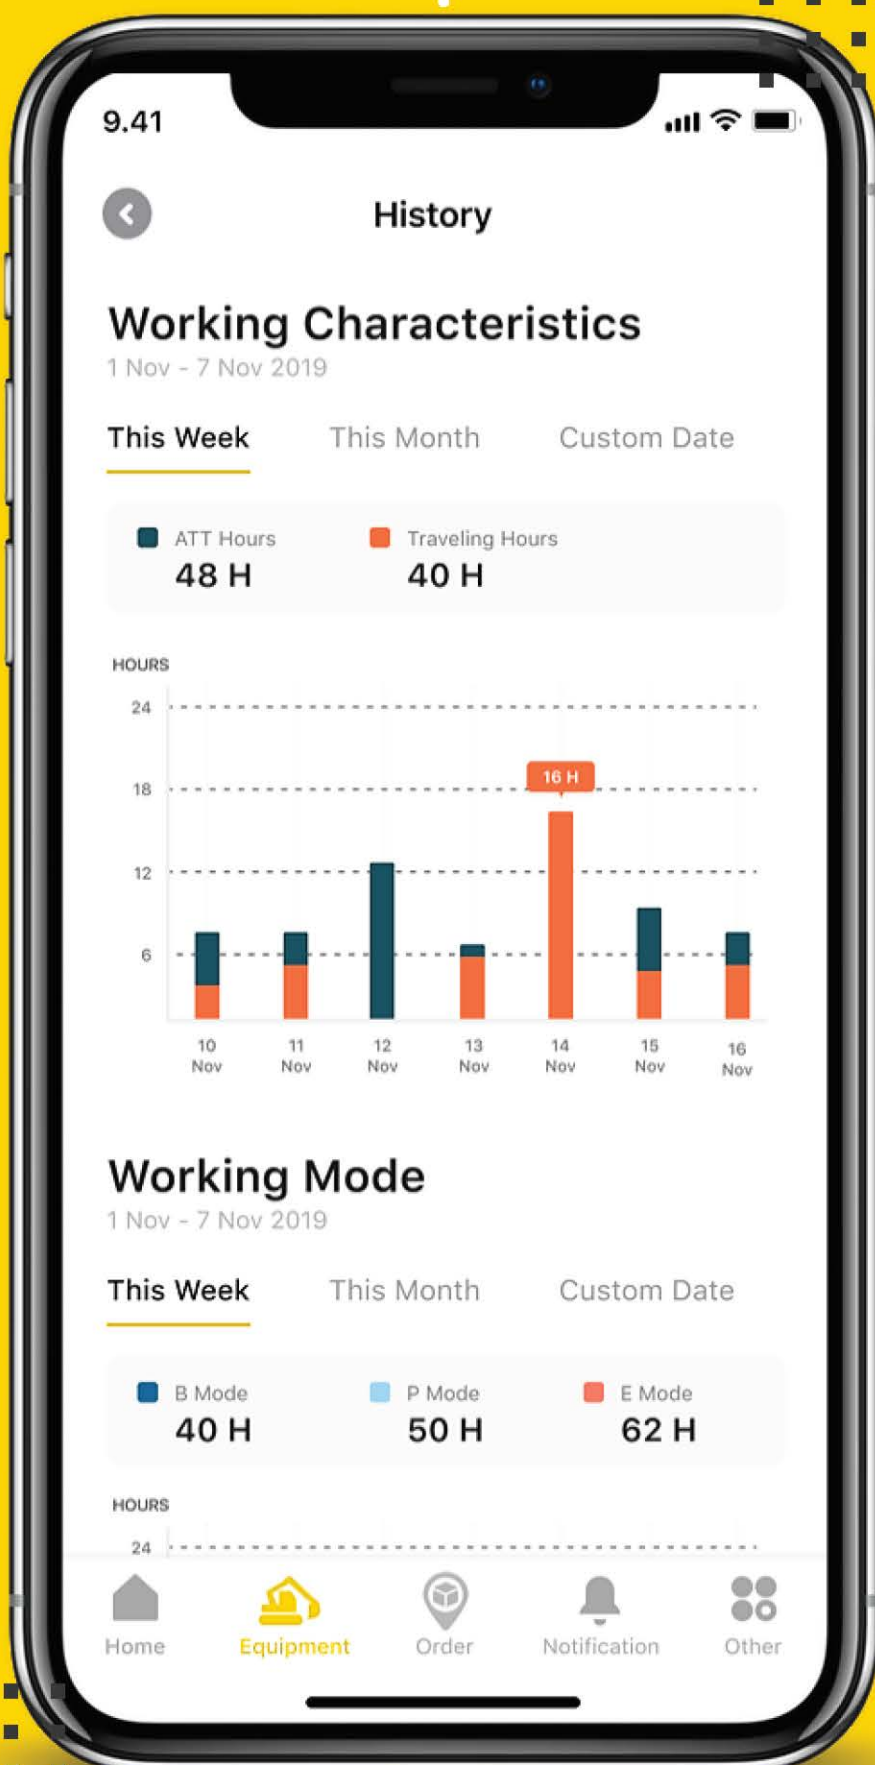 9.41
History
Working Characteristics
1 Nov - 7 Nov 2019
This Week This Month Custom Date
ATT Hours Traveling Hours
48 H 40 H
HOURS
24
16 H
18
12
6
10 11 12 13 14 15 16
Nov Nov Nov Nov Nov Nov Nov
Working Mode
1 Nov - 7 Nov 2019
This Week This Month Custom Date
B Mode P Mode E Mode
40 H 50 H 62 H
HOURS
24
Home Equipment Order Notification Other